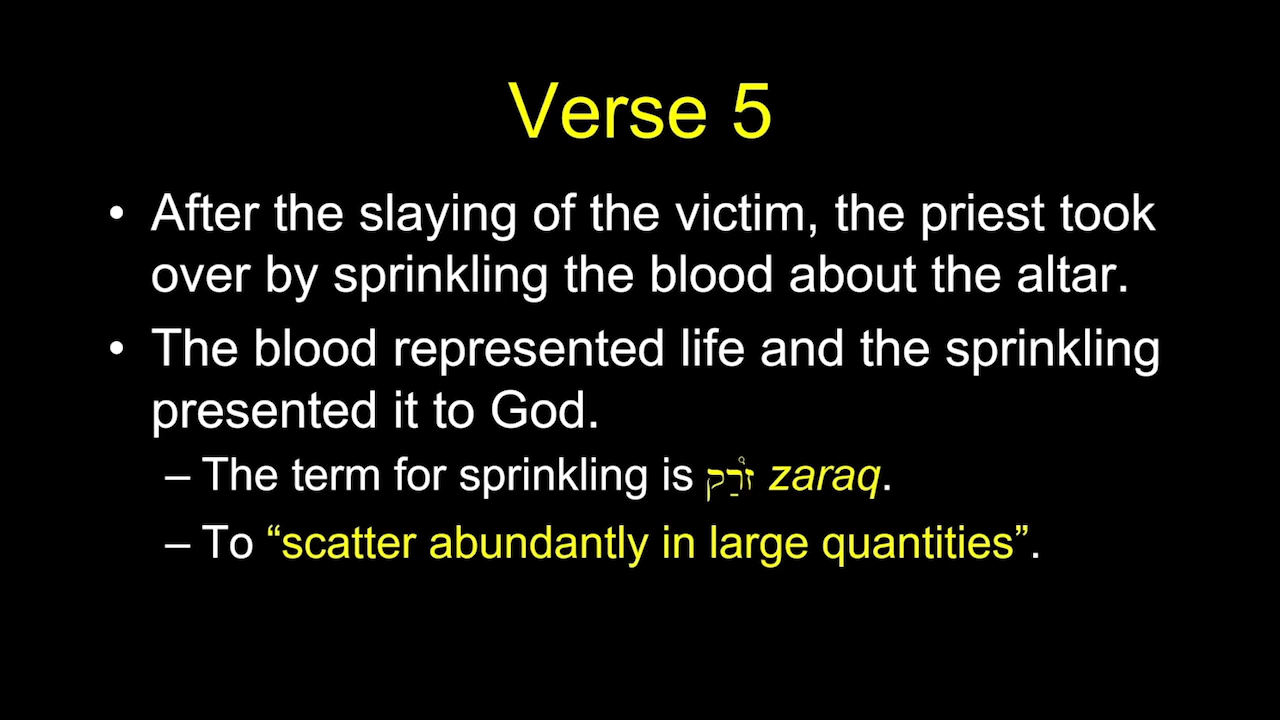 Verse 5
• After the slaying of the victim, the priest took
over by sprinkling the blood about the altar.
• The blood represented life and the sprinkling
presented it to God.
– The term for sprinkling is זֹרַ֯ק zaraq.
– To “scatter abundantly in large quantities”.